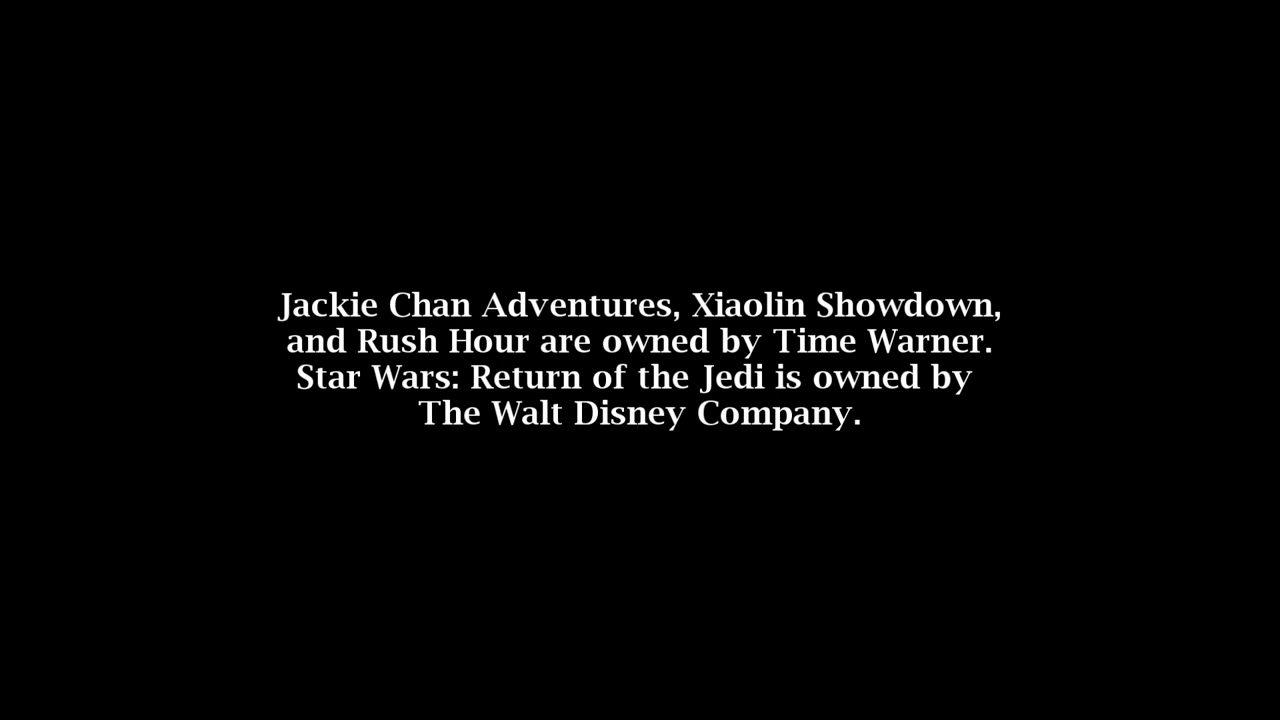 Jackie Chan Adventures, Xiaolin Showdown,
and Rush Hour are owned by Time Warner.
Star Wars: Return of the Jedi is owned by
The Walt Disney Company.